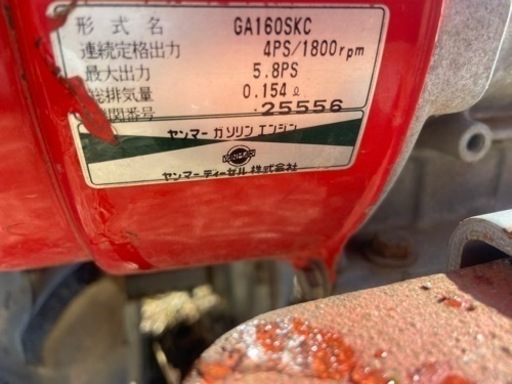 形式名 GA160SKC
連続定格出力 4PS/1800rpm
最大出力 5.8PS
総排気量 0.154ℓ
関番号 25556
ヤンマーガソリンエンジン
YANMAR
ヤンマーディーゼル株式会社